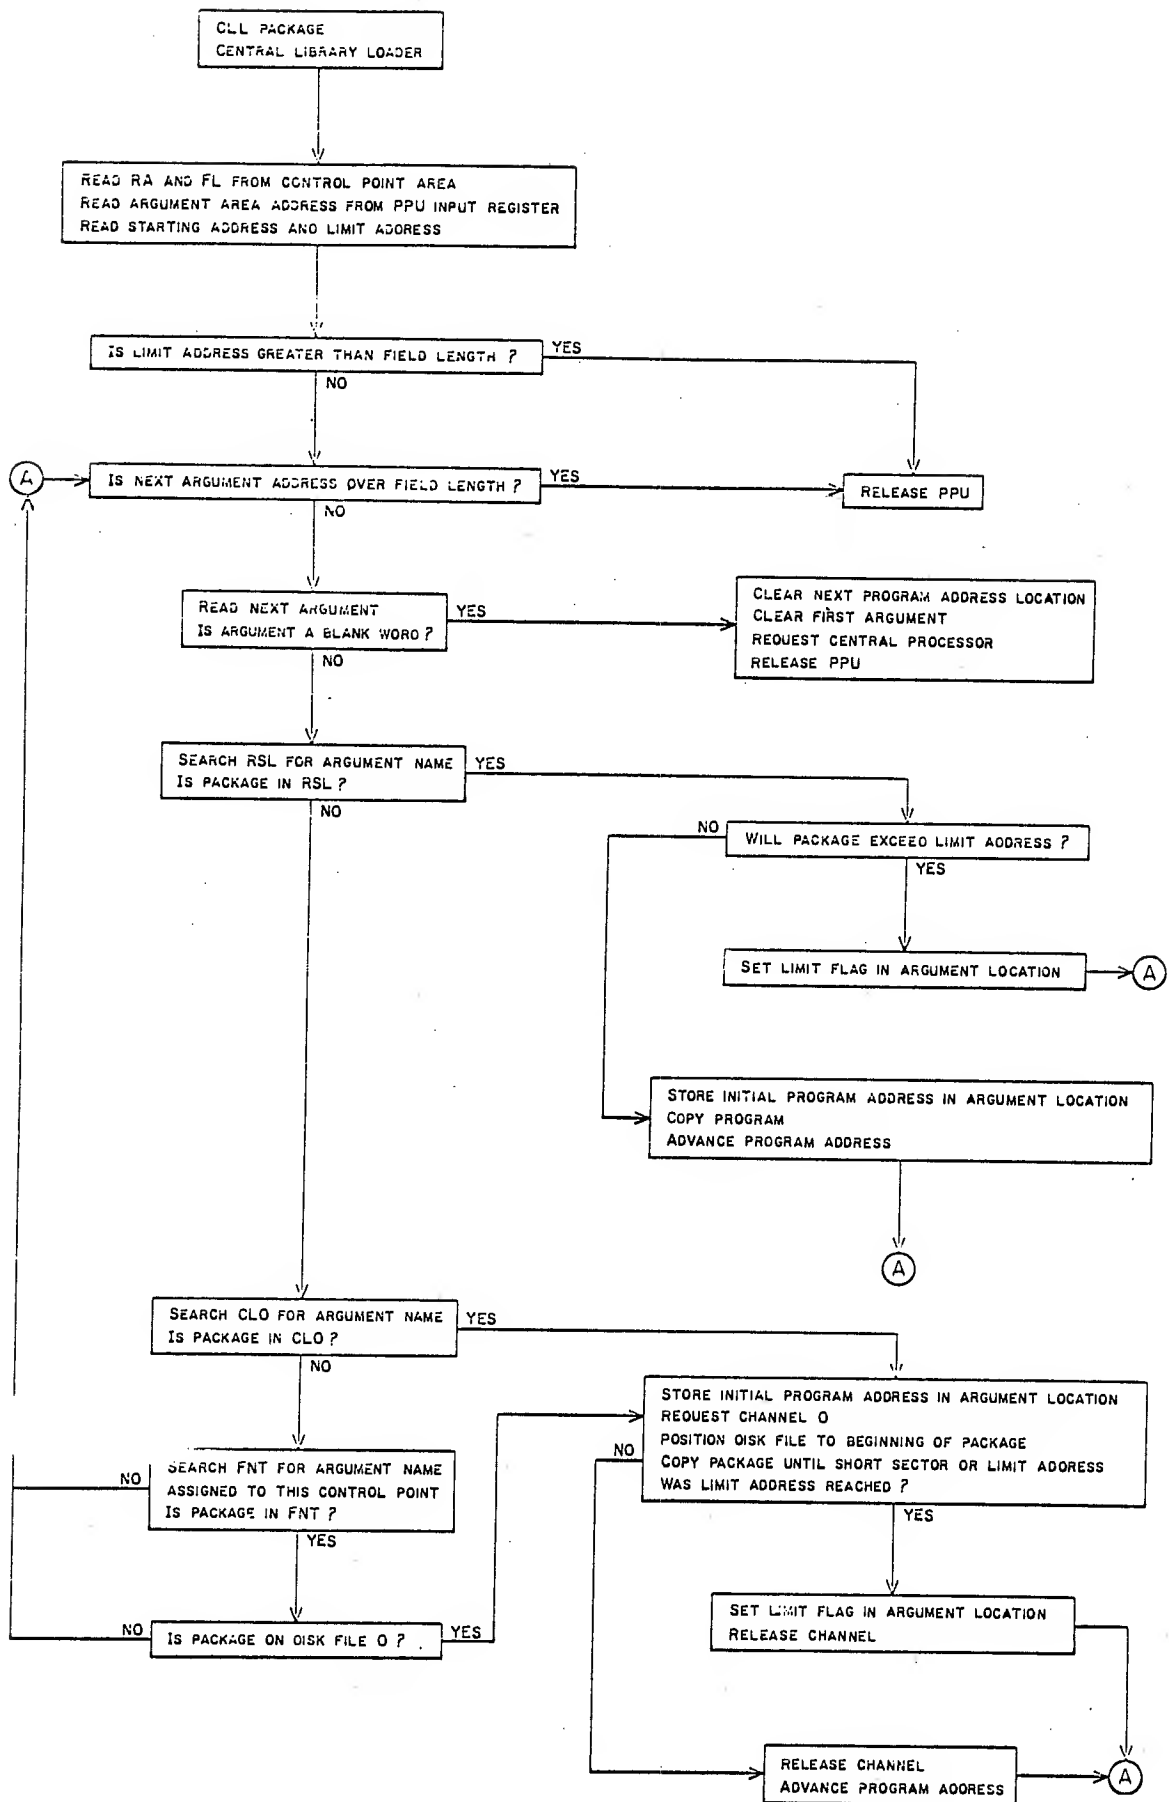 CLL PACKAGE
CENTRAL LIBRARY LOADER
READ RA AND FL FROM CONTROL POINT AREA
READ ARGUMENT AREA ADDRESS FROM PPU INPUT REGISTER
READ STARTING ADDRESS AND LIMIT ADDRESS
IS LIMIT ADDRESS GREATER THAN FIELD LENGTH ?
YES
NO
A
IS NEXT ARGUMENT ADDRESS OVER FIELD LENGTH ?
YES
RELEASE PPU
NO
READ NEXT ARGUMENT
IS ARGUMENT A BLANK WORD ?
YES
CLEAR NEXT PROGRAM ADDRESS LOCATION
CLEAR FIRST ARGUMENT
REQUEST CENTRAL PROCESSOR
RELEASE PPU
NO
SEARCH RSL FOR ARGUMENT NAME
IS PACKAGE IN RSL ?
YES
NO
NO
WILL PACKAGE EXCEED LIMIT ADDRESS ?
YES
SET LIMIT FLAG IN ARGUMENT LOCATION
A
STORE INITIAL PROGRAM ADDRESS IN ARGUMENT LOCATION
COPY PROGRAM
ADVANCE PROGRAM ADDRESS
A
SEARCH CLD FOR ARGUMENT NAME
IS PACKAGE IN CLD ?
YES
NO
STORE INITIAL PROGRAM ADDRESS IN ARGUMENT LOCATION
REQUEST CHANNEL 0
POSITION DISK FILE TO BEGINNING OF PACKAGE
COPY PACKAGE UNTIL SHORT SECTOR OR LIMIT ADDRESS
WAS LIMIT ADDRESS REACHED ?
NO
YES
SEARCH FNT FOR ARGUMENT NAME
ASSIGNED TO THIS CONTROL POINT
IS PACKAGE IN FNT ?
NO
YES
SET LIMIT FLAG IN ARGUMENT LOCATION
RELEASE CHANNEL
NO
IS PACKAGE ON DISK FILE 0 ?
YES
RELEASE CHANNEL
ADVANCE PROGRAM ADDRESS
A